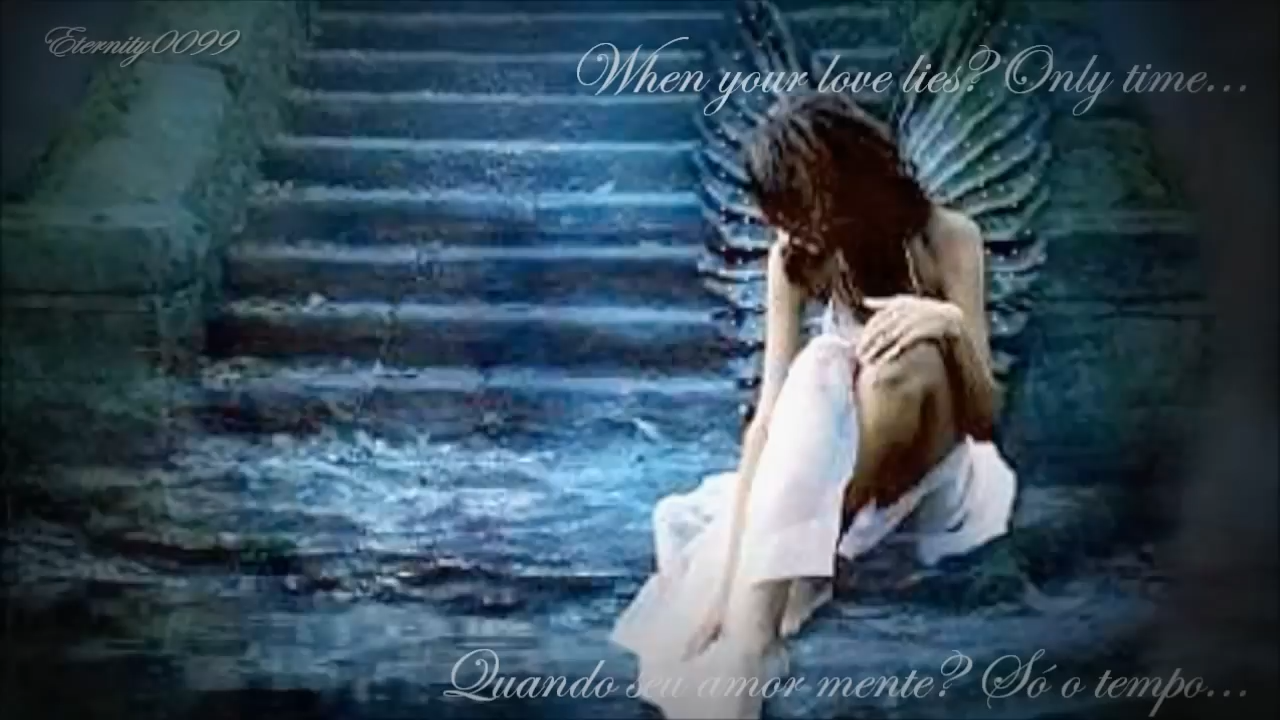 Eternity0099
When your love lies? Only time...
Quando seu amor mente? Só o tempo...